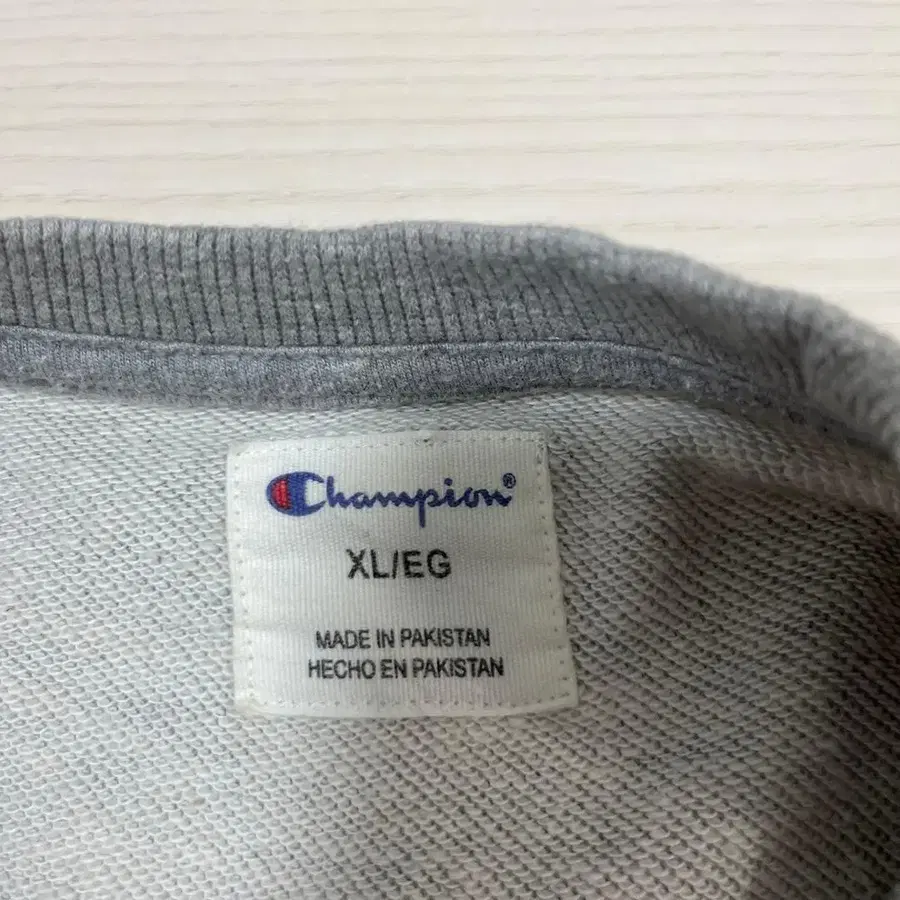 Champion®
XL/EG
MADE IN PAKISTAN
HECHO EN PAKISTAN